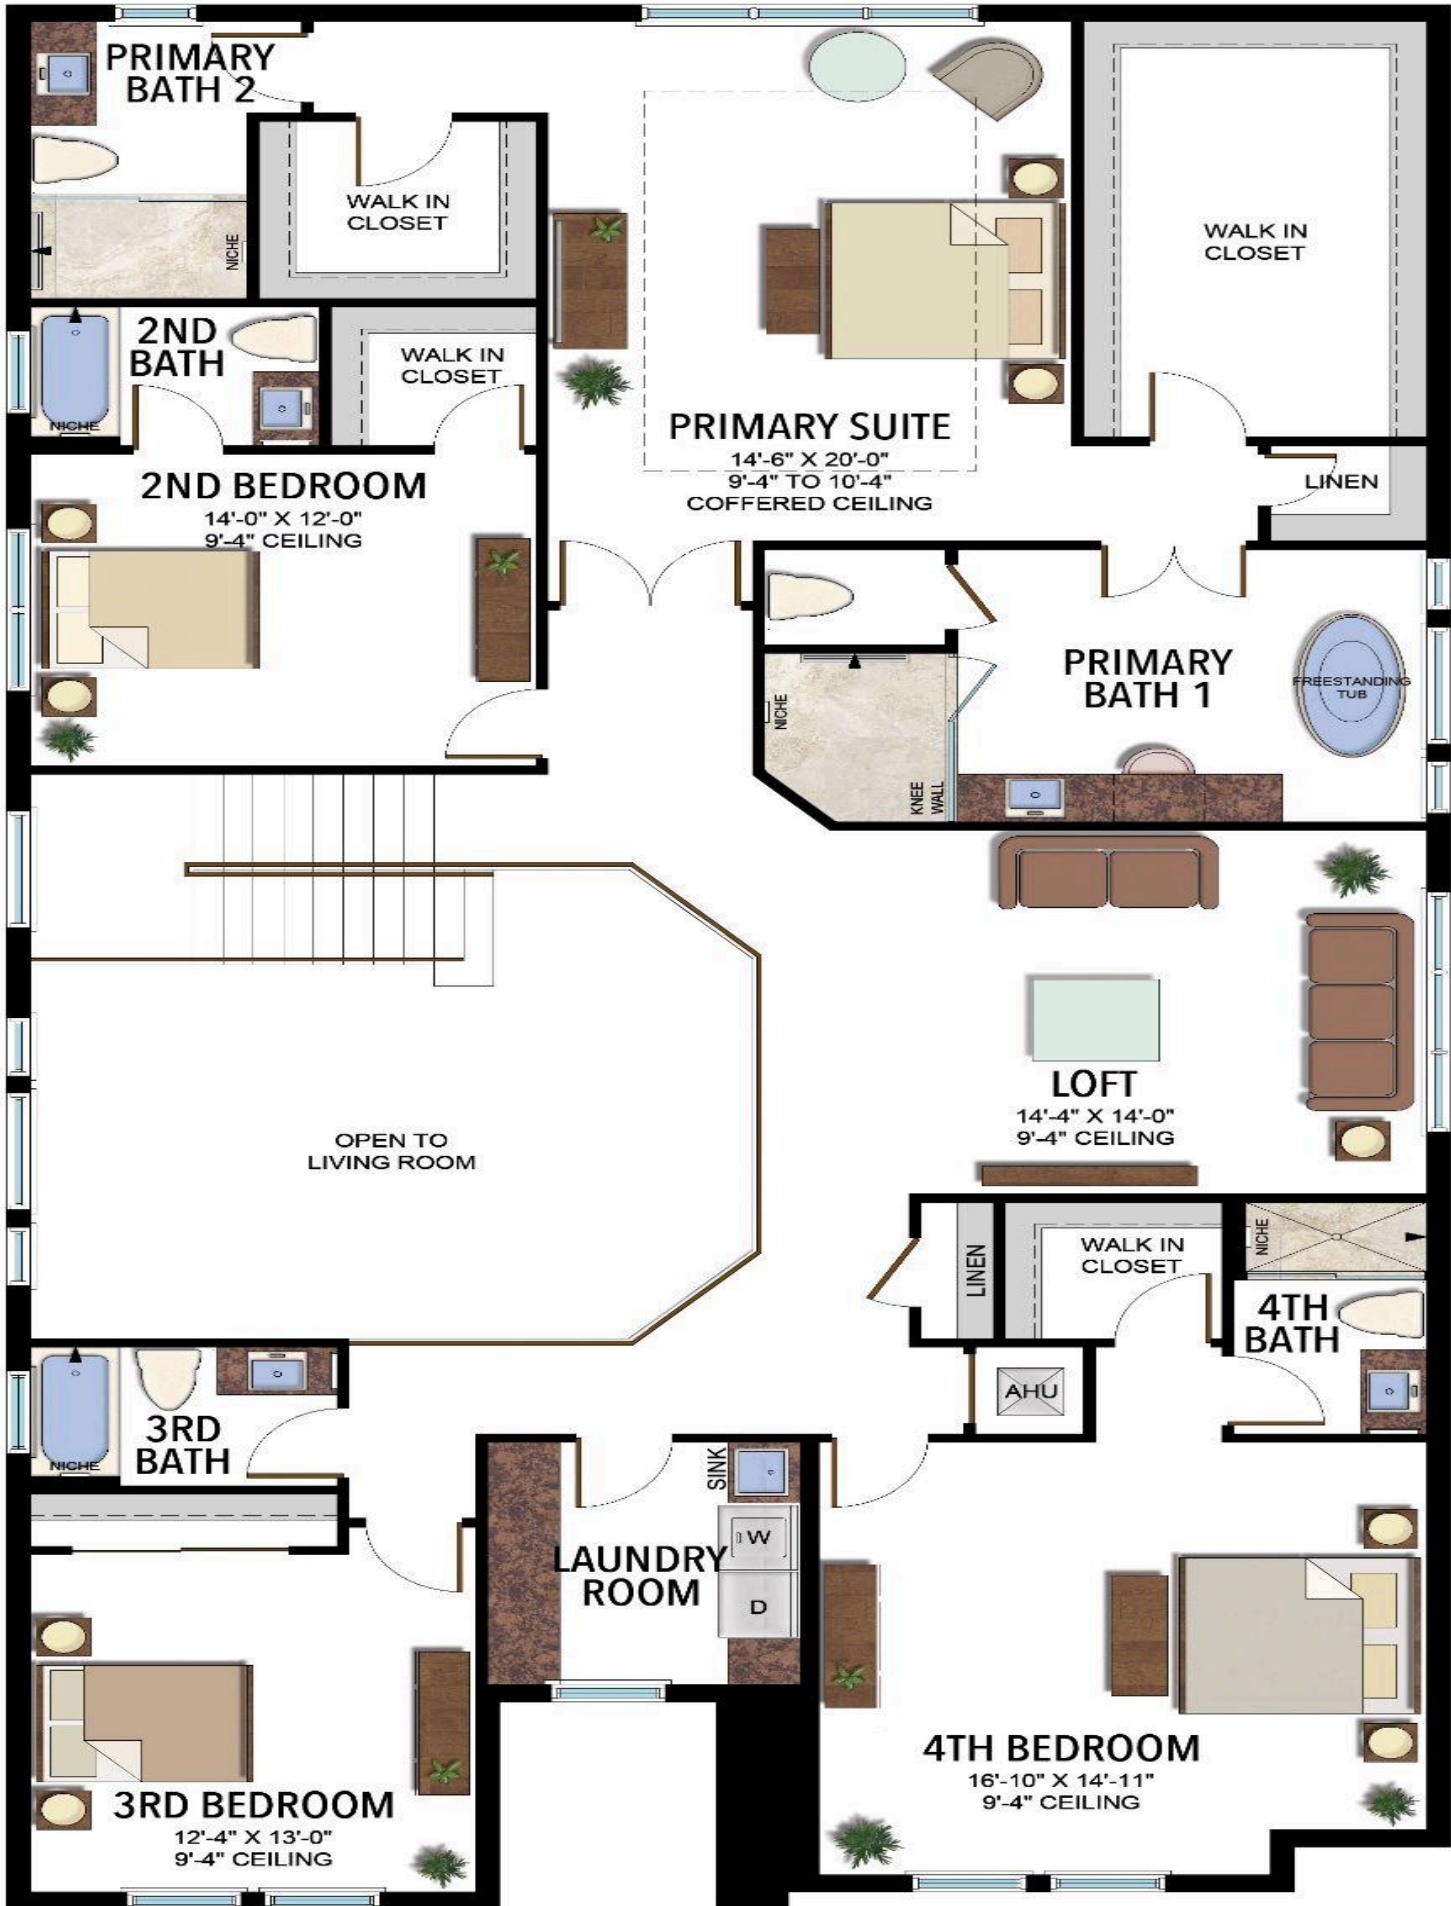 PRIMARY
BATH 2
NICHE
WALK IN
CLOSET
WALK IN
CLOSET
2ND
BATH
NICHE
WALK IN
CLOSET
PRIMARY SUITE
14'-6" X 20'-0"
9'-4" TO 10'-4"
COFFERED CEILING
LINEN
2ND BEDROOM
14'-0" X 12'-0"
9'-4" CEILING
PRIMARY
BATH 1
FREESTANDING
TUB
NICHE
KNEE
WALL
LOFT
14'-4" X 14'-0"
9'-4" CEILING
OPEN TO
LIVING ROOM
LINEN
WALK IN
CLOSET
NICHE
4TH
BATH
AHU
3RD
BATH
NICHE
SINK
W
D
LAUNDRY
ROOM
4TH BEDROOM
16'-10" X 14'-11"
9'-4" CEILING
3RD BEDROOM
12'-4" X 13'-0"
9'-4" CEILING